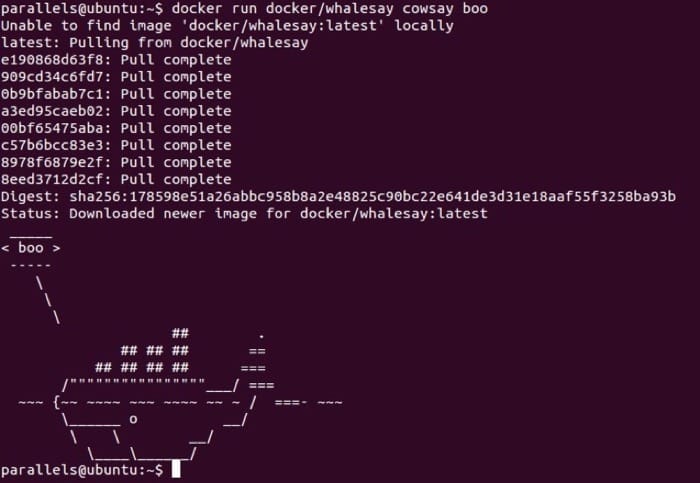 parallels@ubuntu:~$ docker run docker/whalesay cowsay boo
Unable to find image 'docker/whalesay:latest' locally
latest: Pulling from docker/whalesay
e190868d63f8: Pull complete
909cd34c6fd7: Pull complete
0b9bfabab7c1: Pull complete
a3ed95caeb02: Pull complete
00bf65475aba: Pull complete
c57b6bcc83e3: Pull complete
8978f6879e2f: Pull complete
8eed3712d2cf: Pull complete
Digest: sha256:178598e51a26abbc958b8a2e48825c90bc22e641de3d31e18aaf55f3258ba93b
Status: Downloaded newer image for docker/whalesay:latest
 _____
< boo >
 -----
    \
     \
      \
                   ##         .
             ## ## ##        ==
          ## ## ## ##       ===
       /""""""""""""""""___/ ===
  ~~~ {~~ ~~~~ ~~~ ~~~~ ~~ ~ /  ===- ~~~
       \______ o          __/
        \    \        __/
          \____\______/
parallels@ubuntu:~$